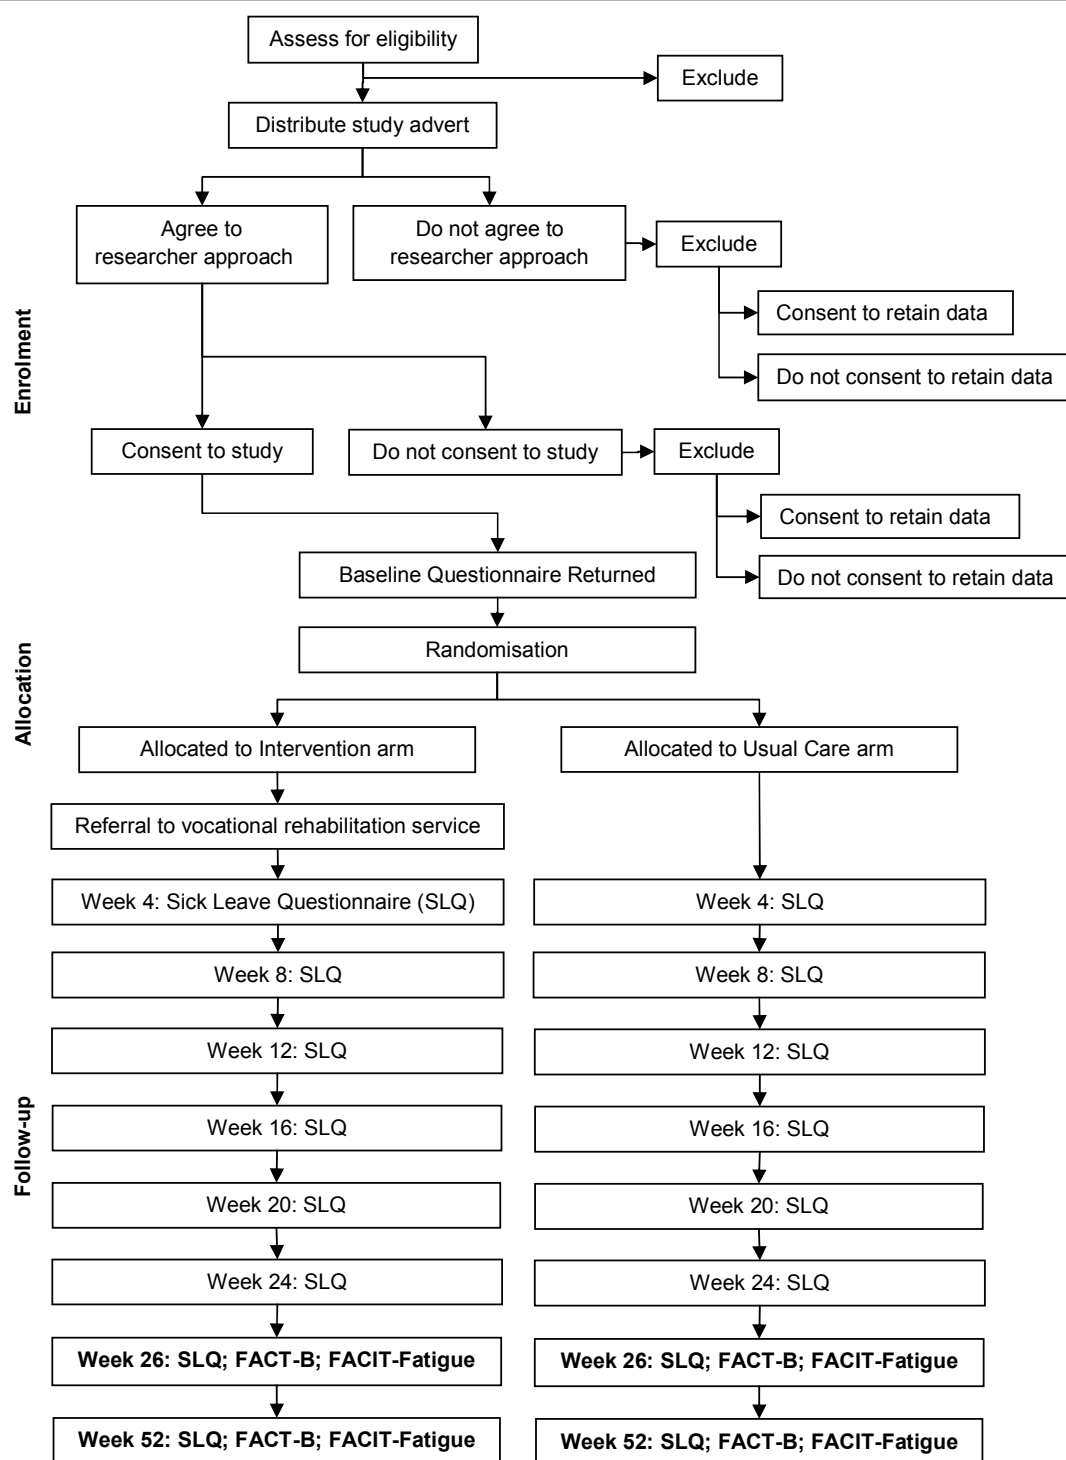 Assess for eligibility
Exclude
Distribute study advert
Agree to
researcher approach
Do not agree to
researcher approach
Exclude
Consent to retain data
Do not consent to retain data
Enrolment
Consent to study
Do not consent to study
Exclude
Consent to retain data
Do not consent to retain data
Baseline Questionnaire Returned
Randomisation
Allocation
Allocated to Intervention arm
Allocated to Usual Care arm
Referral to vocational rehabilitation service
Week 4: Sick Leave Questionnaire (SLQ)
Week 4: SLQ
Week 8: SLQ
Week 8: SLQ
Week 12: SLQ
Week 12: SLQ
Follow-up
Week 16: SLQ
Week 16: SLQ
Week 20: SLQ
Week 20: SLQ
Week 24: SLQ
Week 24: SLQ
Week 26: SLQ; FACT-B; FACIT-Fatigue
Week 26: SLQ; FACT-B; FACIT-Fatigue
Week 52: SLQ; FACT-B; FACIT-Fatigue
Week 52: SLQ; FACT-B; FACIT-Fatigue